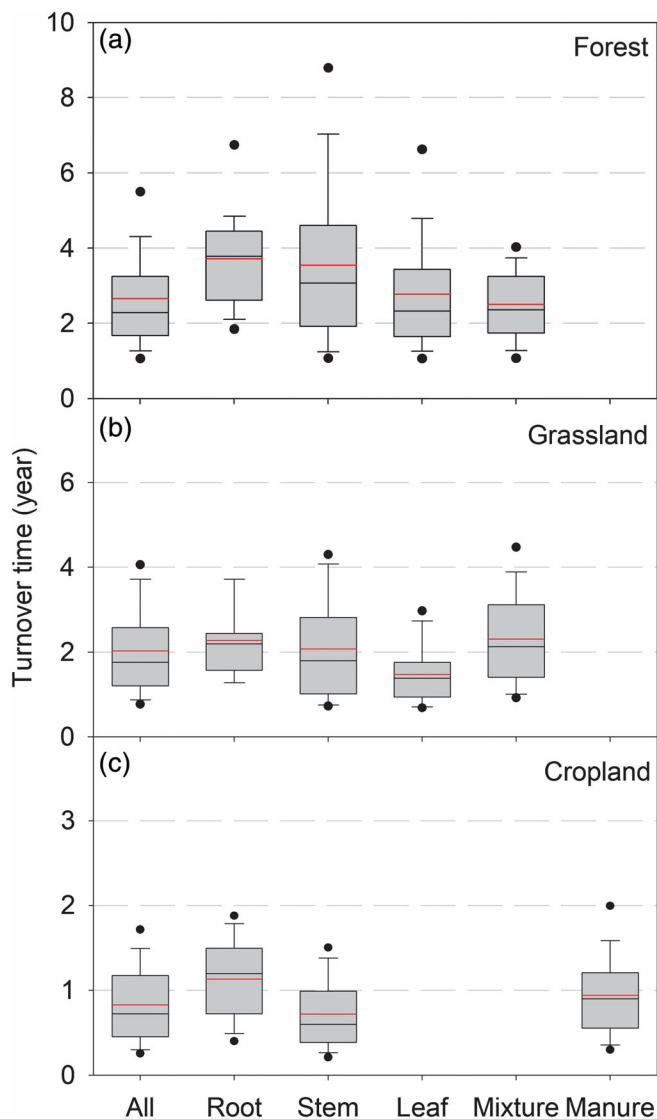 (a)
Forest
10
8
6
4
2
0
(b)
Grassland
6
4
2
0
(c)
Cropland
3
2
1
0
Turnover time (year)
All Root Stem Leaf Mixture Manure